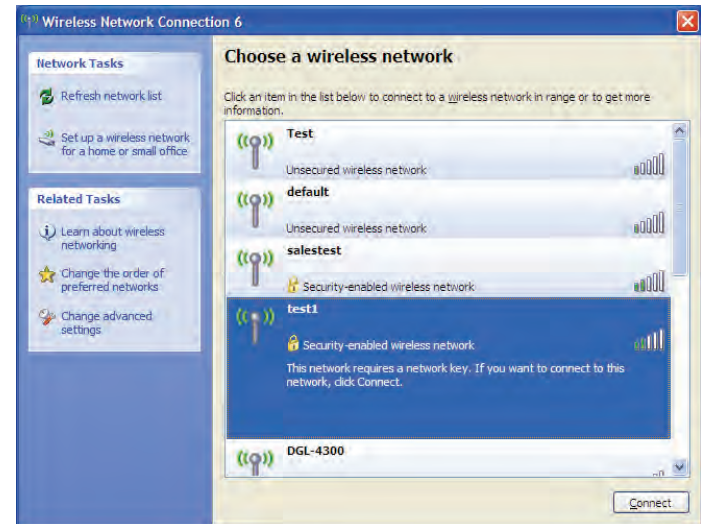 Wireless Network Connection 6
Network Tasks
Refresh network list
Set up a wireless network
for a home or small office
Related Tasks
Learn about wireless
networking
Change the order of
preferred networks
Change advanced
settings
Choose a wireless network
Click an item in the list below to connect to a wireless network in range or to get more
information.
Test
Unsecured wireless network
default
Unsecured wireless network
salestest
Security-enabled wireless network
test1
Security-enabled wireless network
This network requires a network key. If you want to connect to this
network, click Connect.
DGL-4300
Connect